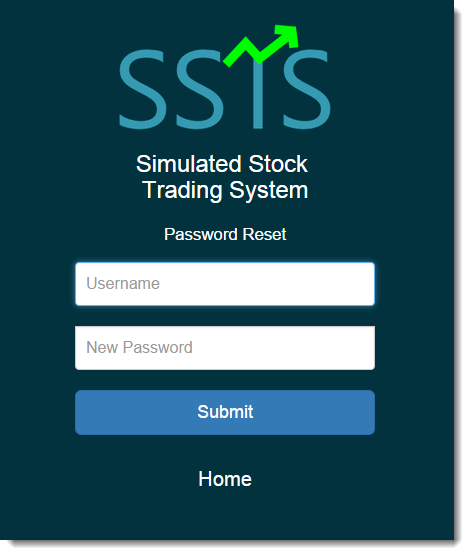 SSTS
Simulated Stock
Trading System
Password Reset
Username
New Password
Submit
Home